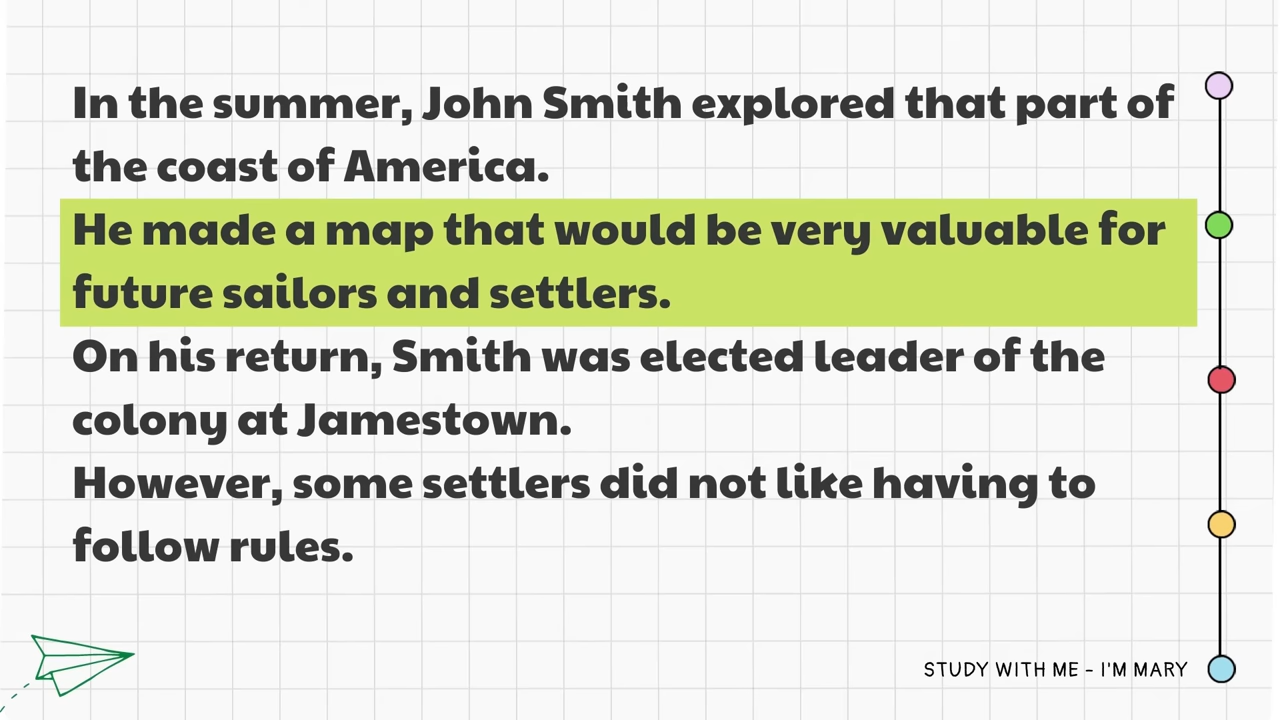 In the summer, John Smith explored that part of
the coast of America.
He made a map that would be very valuable for
future sailors and settlers.
On his return, Smith was elected leader of the
colony at Jamestown.
However, some settlers did not like having to
follow rules.
STUDY WITH ME - I'M MARY